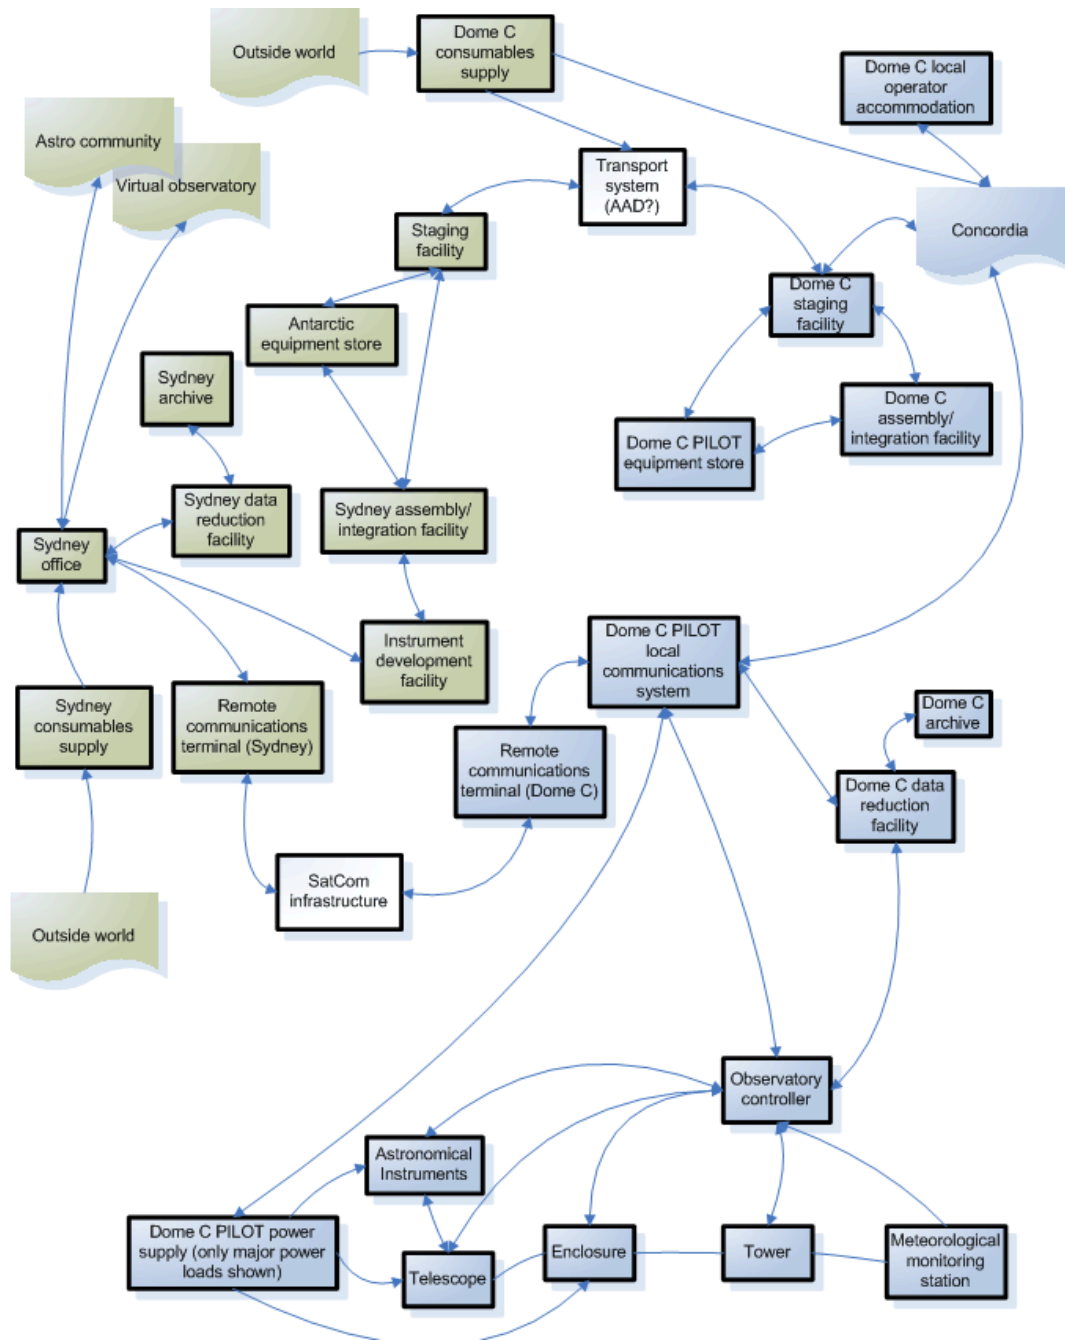 Outside world
Dome C
consumables
supply
Dome C local
operator
accommodation
Astro community
Virtual observatory
Transport
system
(AAD?)
Staging
facility
Concordia
Dome C
staging
facility
Antarctic
equipment store
Sydney
archive
Dome C
assembly/
integration facility
Dome C PILOT
equipment store
Sydney data
reduction
facility
Sydney assembly/
integration facility
Sydney
office
Instrument
development
facility
Dome C PILOT
local
communications
system
Sydney
consumables
supply
Remote
communications
terminal (Sydney)
Dome C
archive
Remote
communications
terminal (Dome C)
Dome C data
reduction
facility
SatCom
infrastructure
Outside world
Observatory
controller
Astronomical
Instruments
Dome C PILOT power
supply (only major power
loads shown)
Telescope
Enclosure
Tower
Meteorological
monitoring
station